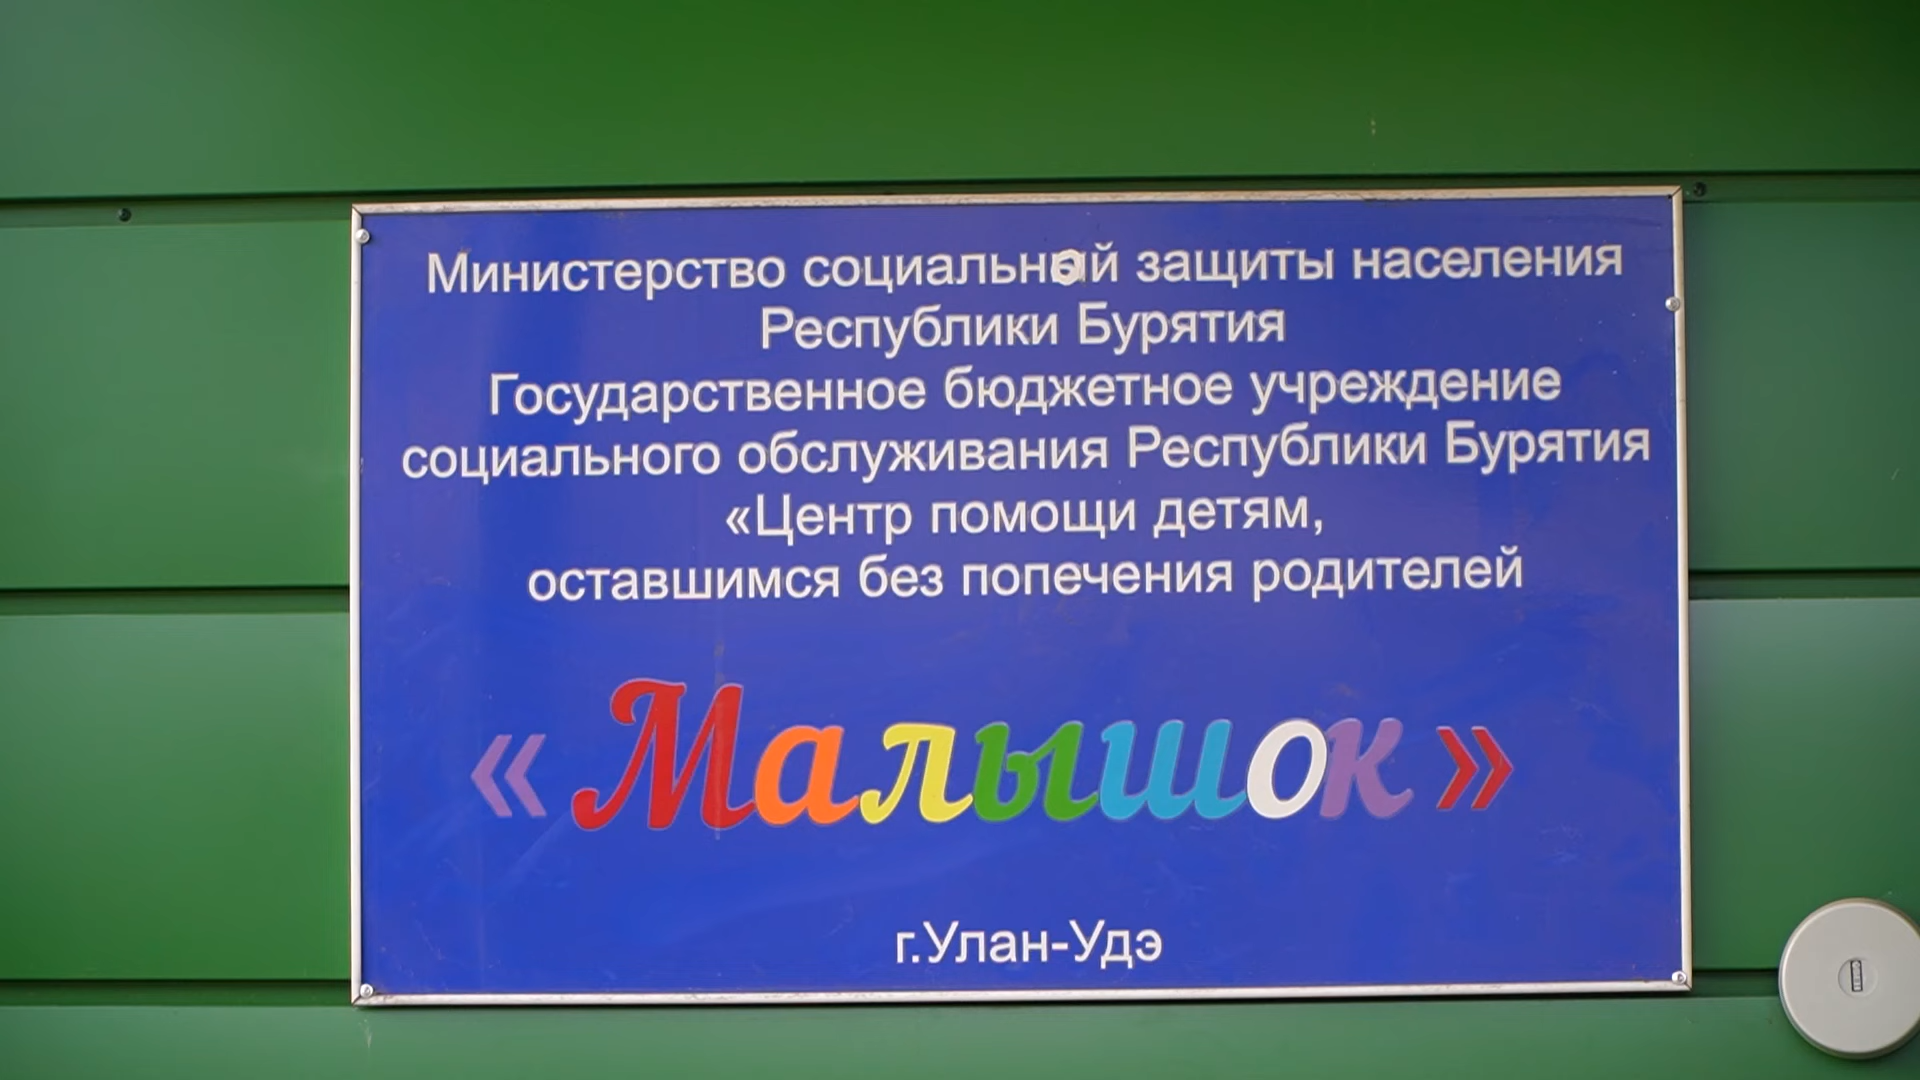 Министерство социальной защиты населения
Республики Бурятия
Государственное бюджетное учреждение
социального обслуживания Республики Бурятия
«Центр помощи детям,
оставшимся без попечения родителей
«Малышок»
г.Улан-Удэ